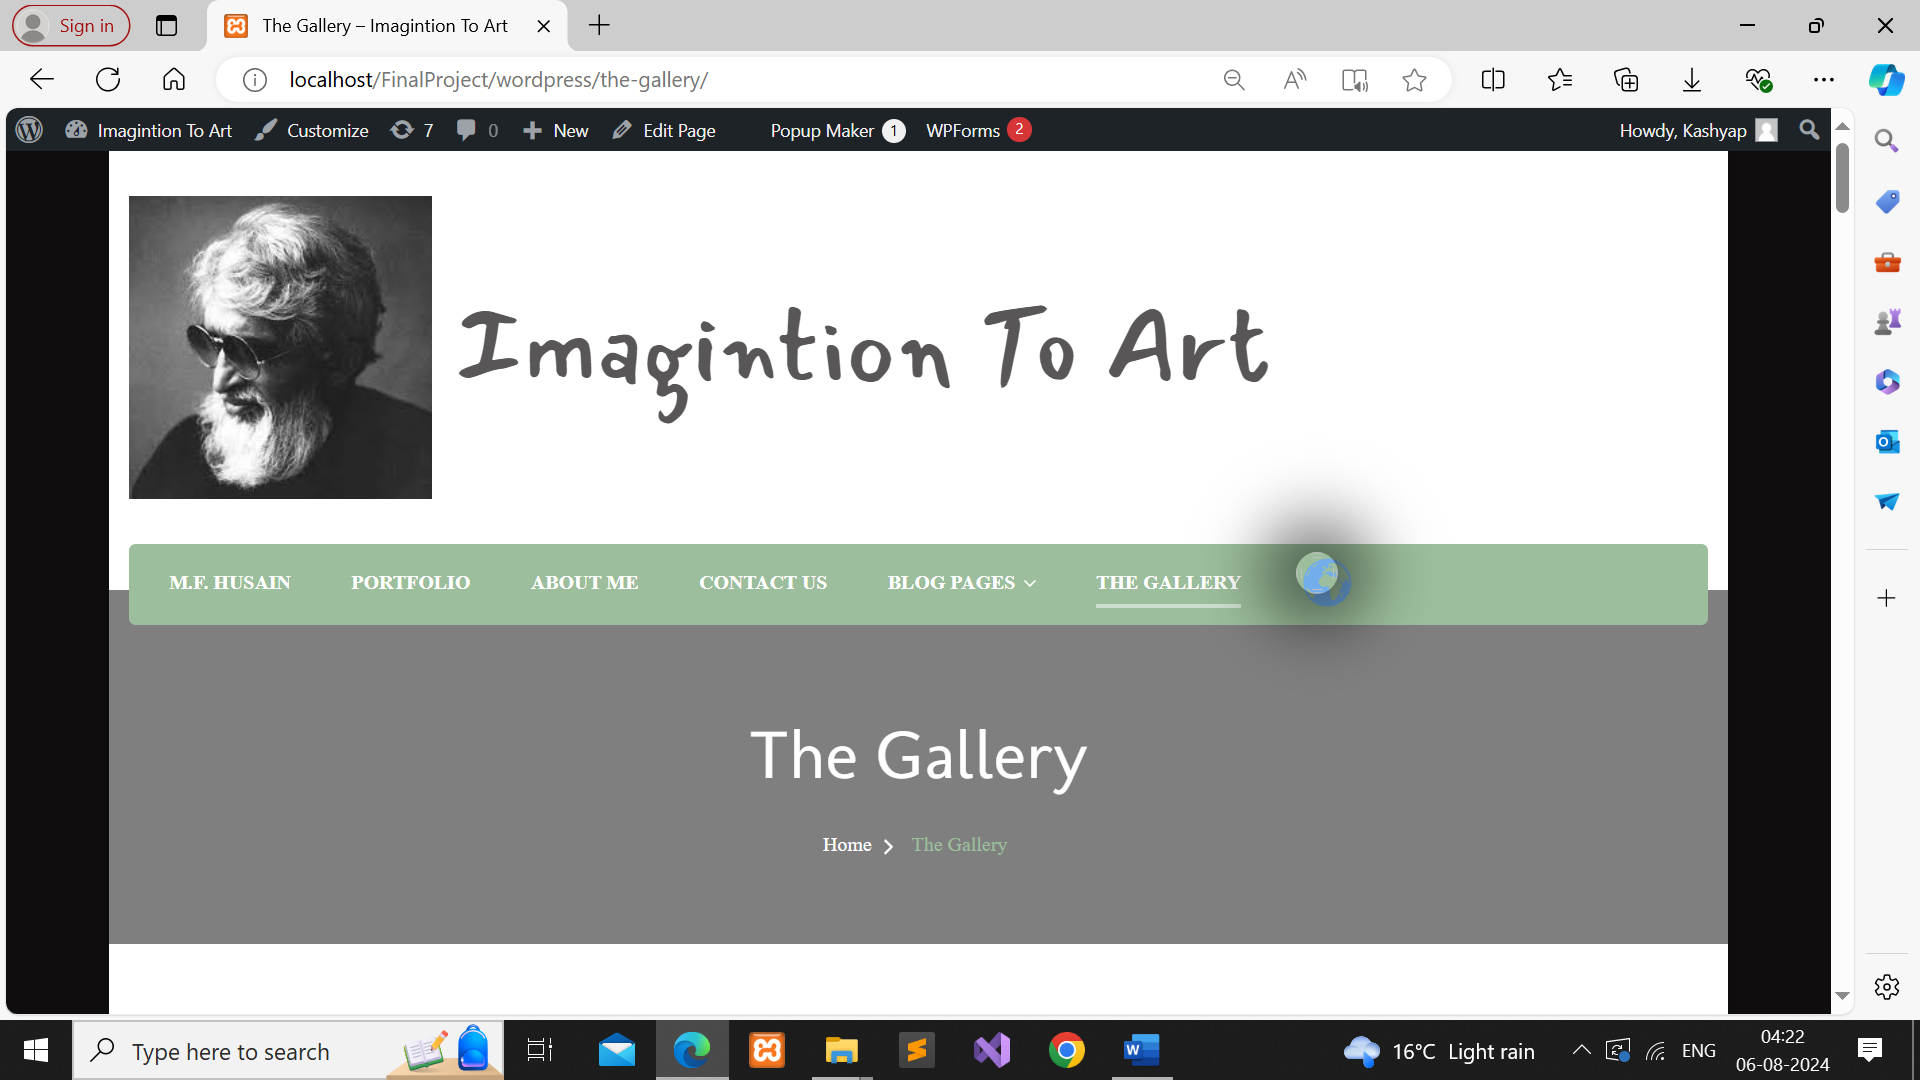 Sign in
The Gallery – Imagintion To Art
localhost/FinalProject/wordpress/the-gallery/
Imagintion To Art Customize 7 0 New Edit Page Popup Maker 1 WPForms 2 Howdy, Kashyap
Imagintion To Art
M.F. HUSAIN PORTFOLIO ABOUT ME CONTACT US BLOG PAGES THE GALLERY
The Gallery
Home The Gallery
Type here to search
16°C Light rain
ENG
04:22
06-08-2024